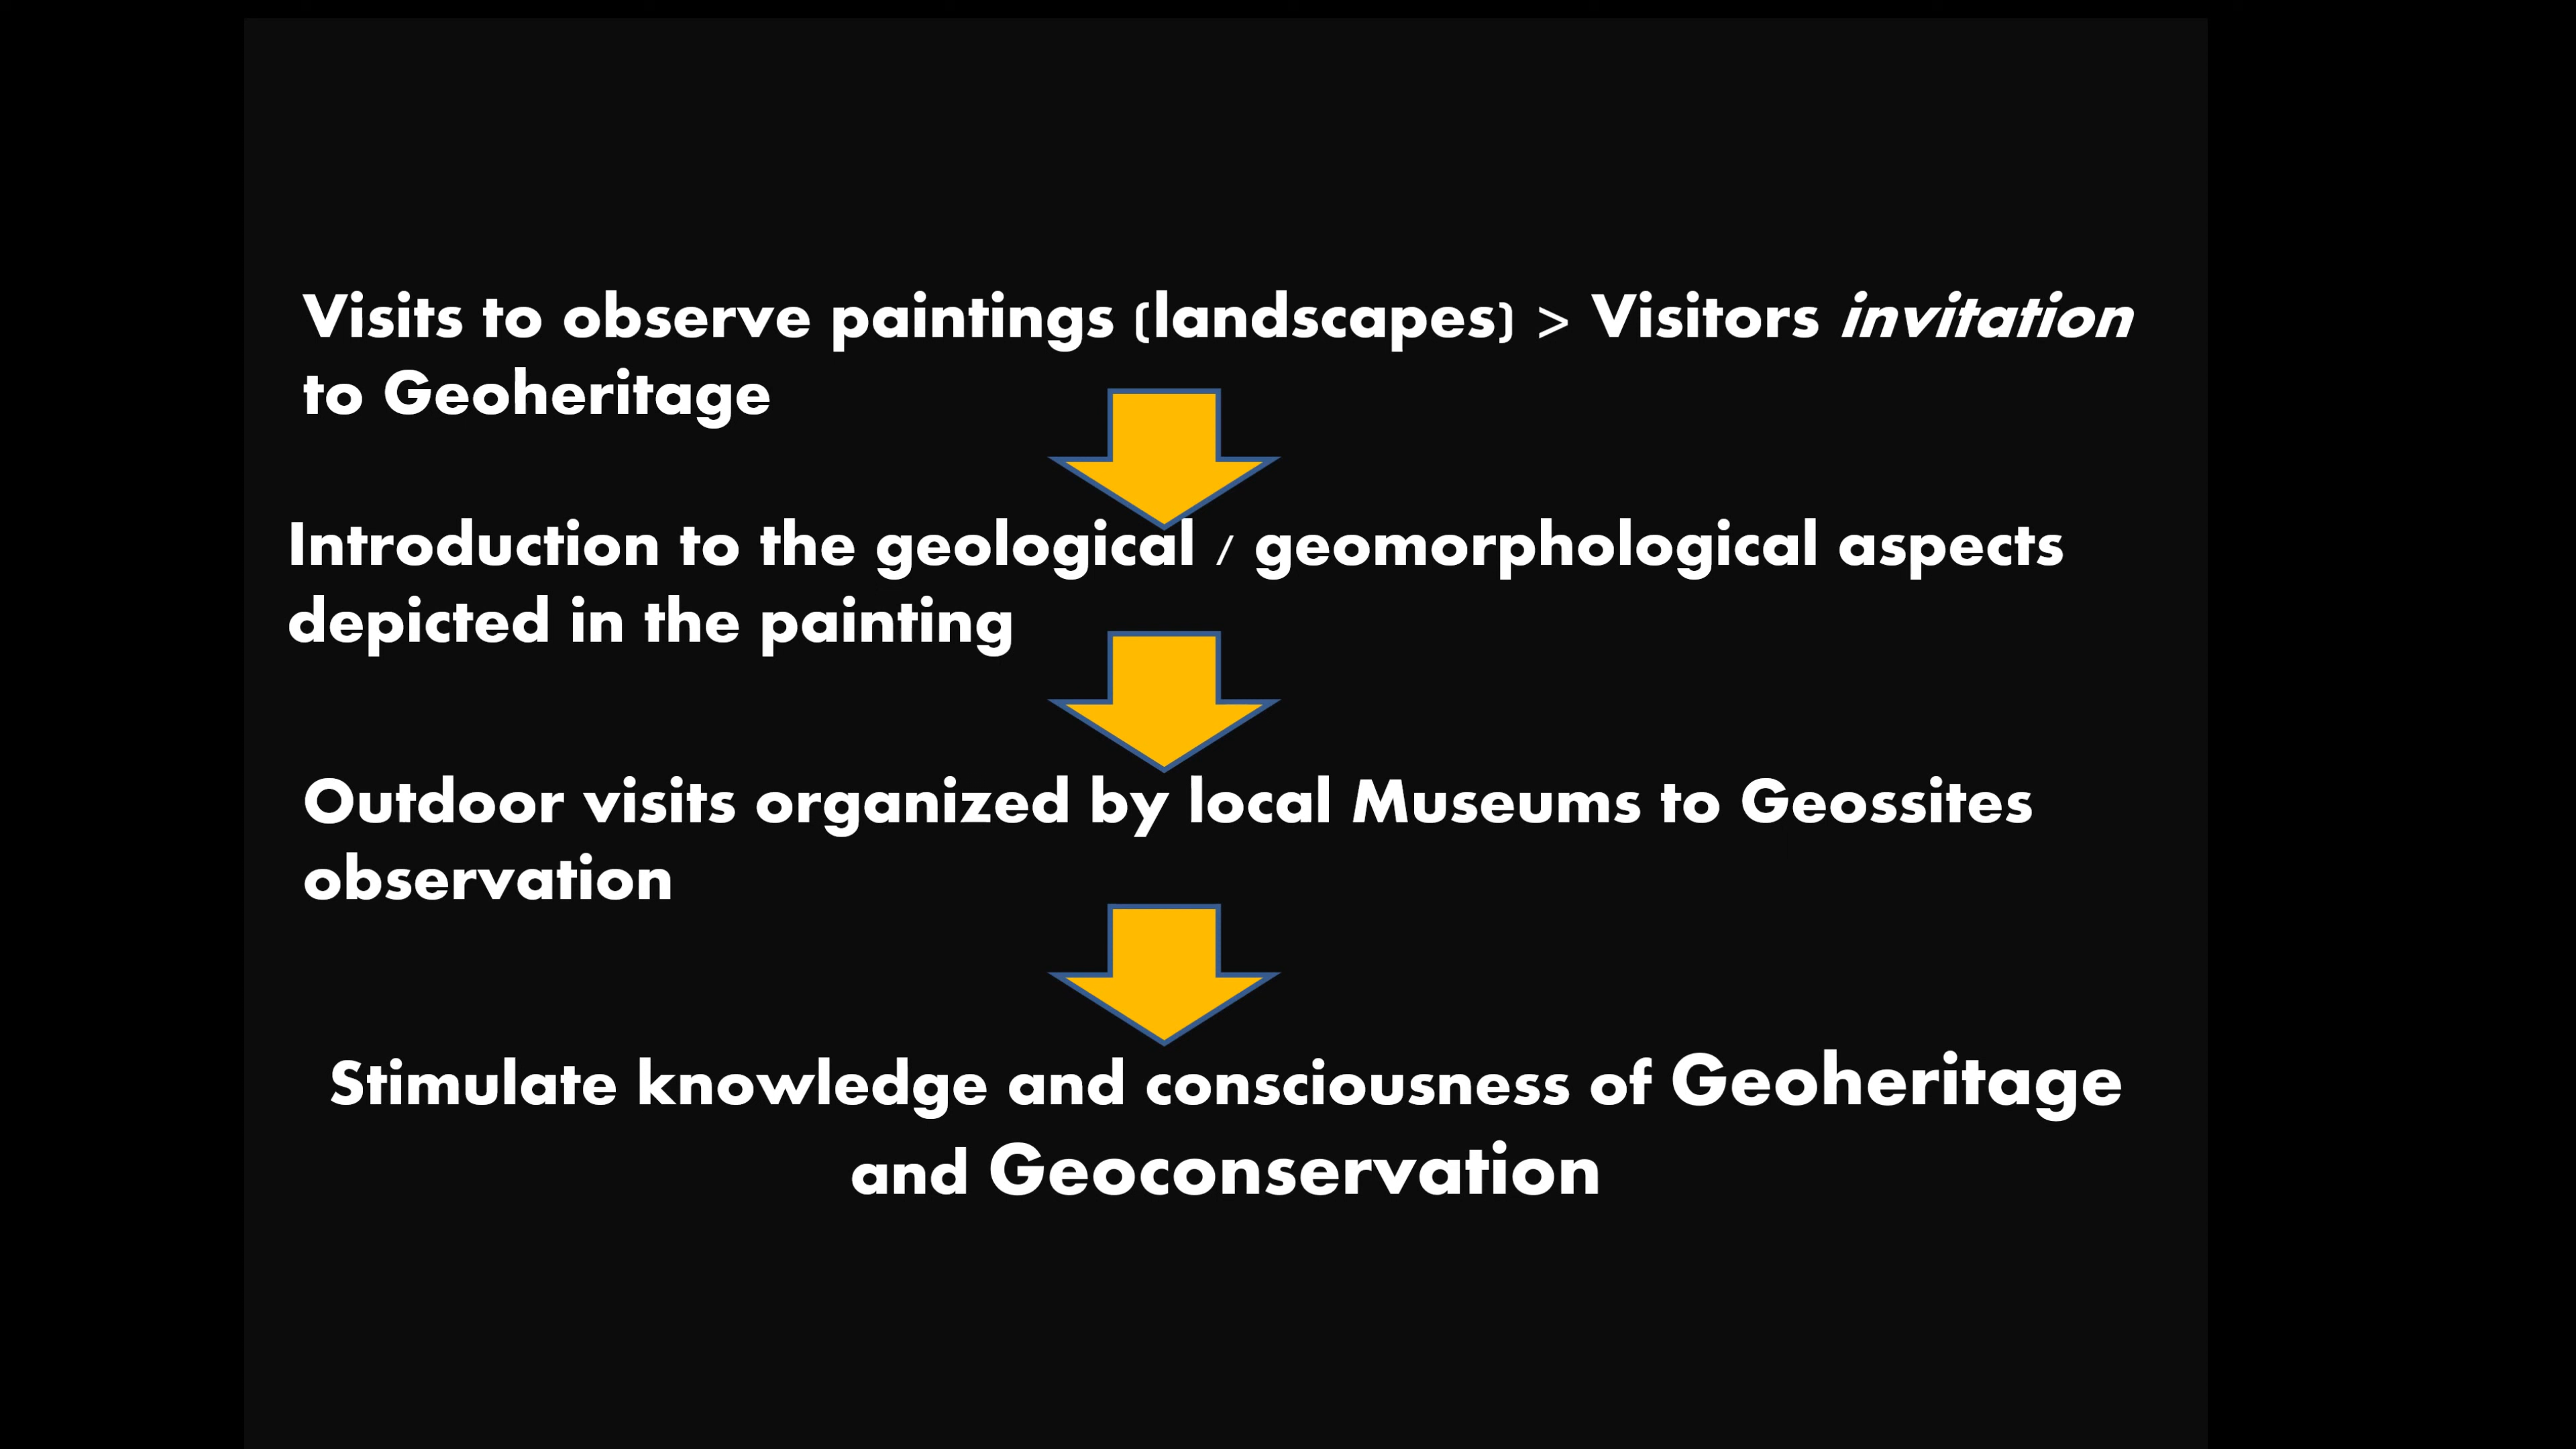 Visits to observe paintings (landscapes) > Visitors invitation
to Geoheritage
Introduction to the geological / geomorphological aspects
depicted in the painting
Outdoor visits organized by local Museums to Geossites
observation
Stimulate knowledge and consciousness of Geoheritage
and Geoconservation